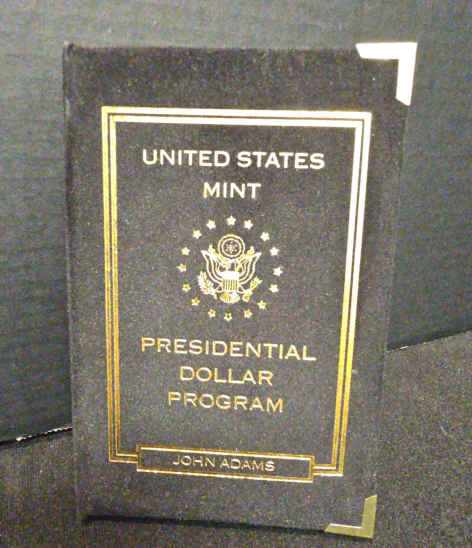 UNITED STATES
MINT
PRESIDENTIAL
DOLLAR
PROGRAM
JOHN ADAMS